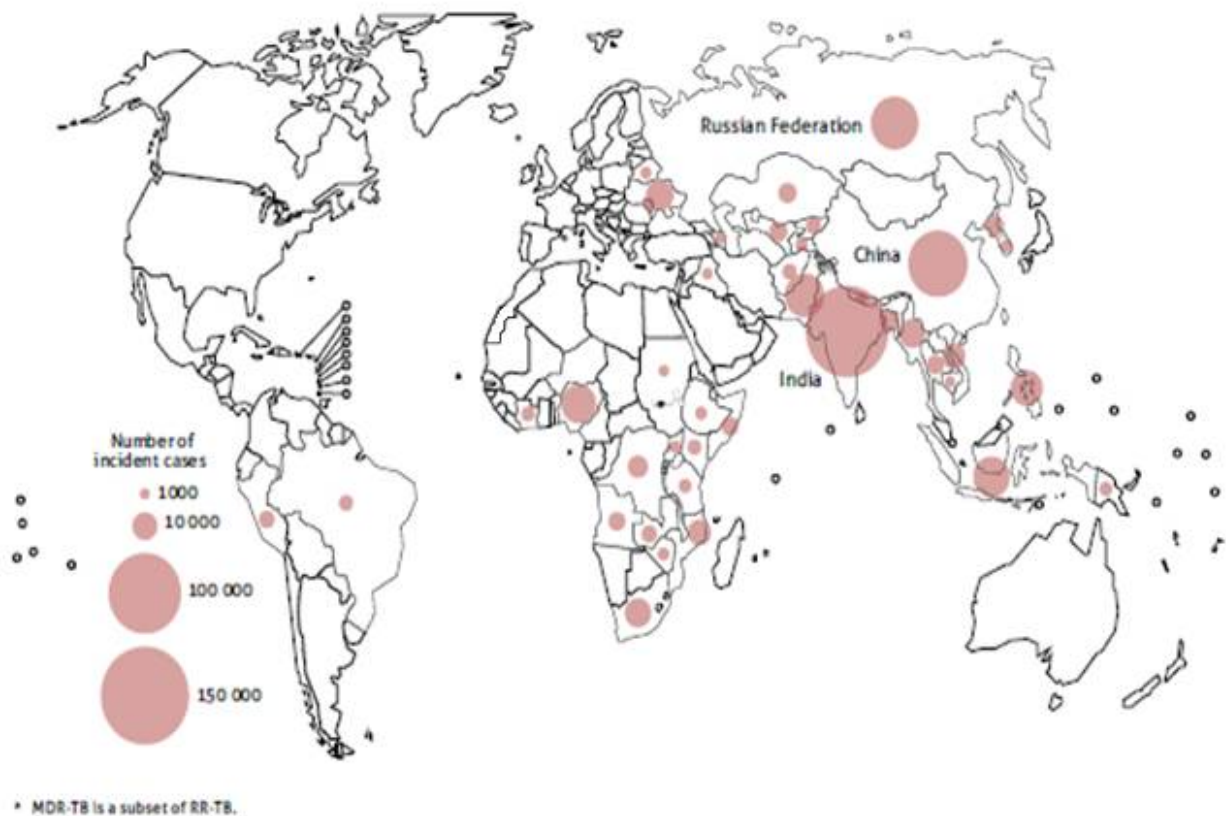 Russian Federation
China
India
Number of
incident cases
1000
10 000
100 000
150 000
* MDR-TB is a subset of RR-TB.